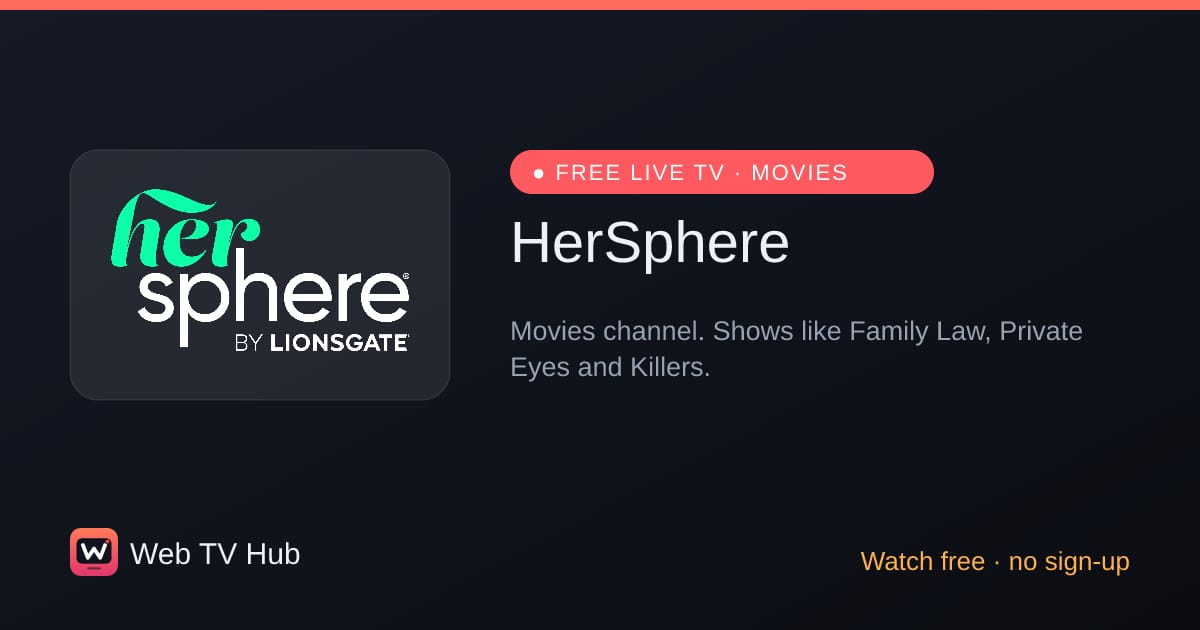 her
sphere®
BY LIONSGATE
● FREE LIVE TV · MOVIES
HerSphere
Movies channel. Shows like Family Law, Private
Eyes and Killers.
W
Web TV Hub
Watch free · no sign-up